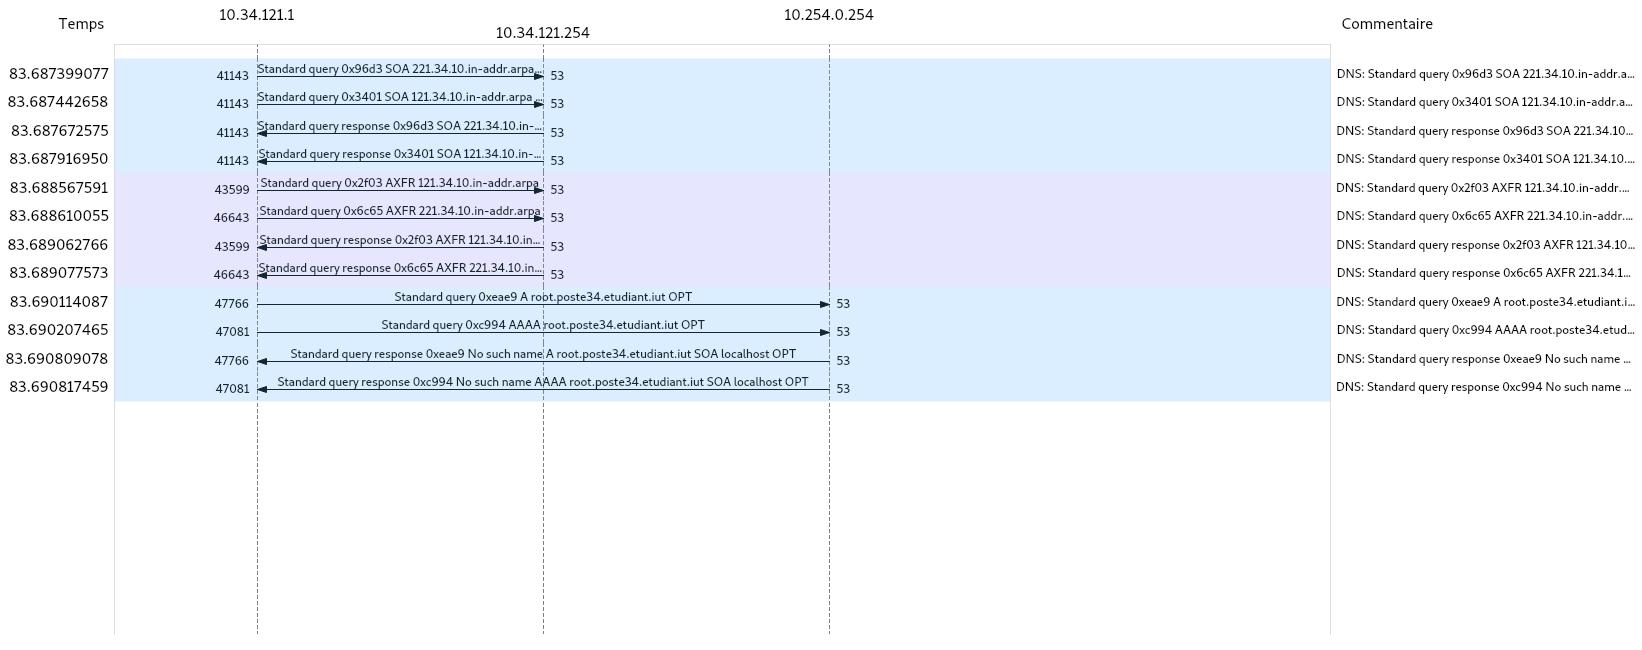 10.34.121.1 10.254.0.254
Temps 10.34.121.254 Commentaire
83.687399077 41143 Standard query 0x96d3 SOA 221.34.10.in-addr.arpa... 53 DNS: Standard query 0x96d3 SOA 221.34.10.in-addr.a...
83.687442658 41143 Standard query 0x3401 SOA 121.34.10.in-addr.arpa ... 53 DNS: Standard query 0x3401 SOA 121.34.10.in-addr.a...
83.687672575 41143 Standard query response 0x96d3 SOA 221.34.10.in-... 53 DNS: Standard query response 0x96d3 SOA 221.34.10...
83.687916950 41143 Standard query response 0x3401 SOA 121.34.10.in-... 53 DNS: Standard query response 0x3401 SOA 121.34.10....
83.688567591 43599 Standard query 0x2f03 AXFR 121.34.10.in-addr.arpa 53 DNS: Standard query 0x2f03 AXFR 121.34.10.in-addr....
83.688610055 46643 Standard query 0x6c65 AXFR 221.34.10.in-addr.arpa 53 DNS: Standard query 0x6c65 AXFR 221.34.10.in-addr....
83.689062766 43599 Standard query response 0x2f03 AXFR 121.34.10.in... 53 DNS: Standard query response 0x2f03 AXFR 121.34.10...
83.689077573 46643 Standard query response 0x6c65 AXFR 221.34.10.in... 53 DNS: Standard query response 0x6c65 AXFR 221.34.1...
83.690114087 47766 Standard query 0xeae9 A root.poste34.etudiant.iut OPT 53 DNS: Standard query 0xeae9 A root.poste34.etudiant.i...
83.690207465 47081 Standard query 0xc994 AAAA root.poste34.etudiant.iut OPT 53 DNS: Standard query 0xc994 AAAA root.poste34.etud...
83.690809078 47766 Standard query response 0xeae9 No such name A root.poste34.etudiant.iut SOA localhost OPT 53 DNS: Standard query response 0xeae9 No such name ...
83.690817459 47081 Standard query response 0xc994 No such name AAAA root.poste34.etudiant.iut SOA localhost OPT 53 DNS: Standard query response 0xc994 No such name ...